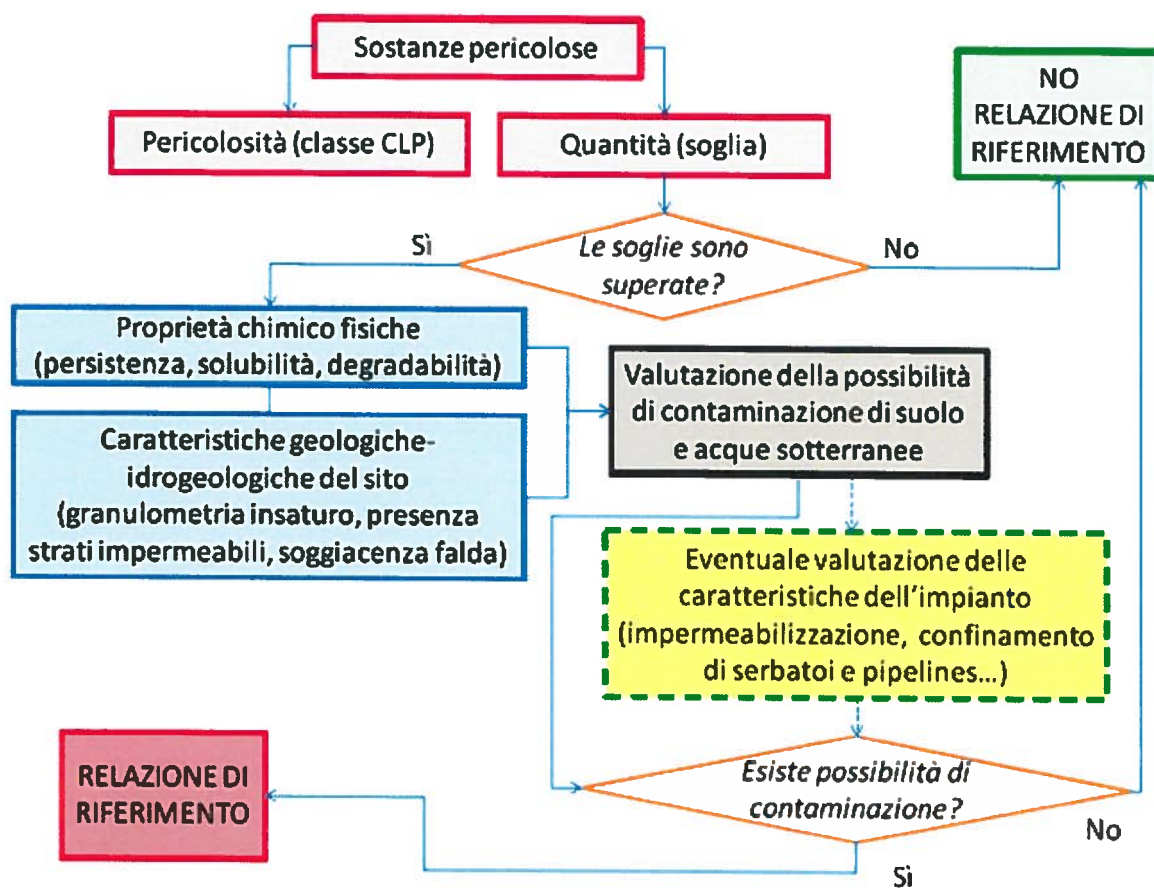 Sostanze pericolose
NO
RELAZIONE DI
RIFERIMENTO
Pericolosità (classe CLP)
Quantità (soglia)
Sì
Le soglie sono
superate?
No
Proprietà chimico fisiche
(persistenza, solubilità, degradabilità)
Caratteristiche geologiche-
idrogeologiche del sito
(granulometria insaturo, presenza
strati impermeabili, soggiacenza falda)
Valutazione della possibilità
di contaminazione di suolo
e acque sotterranee
Eventuale valutazione delle
caratteristiche dell'impianto
(impermeabilizzazione, confinamento
di serbatoi e pipelines...)
RELAZIONE DI
RIFERIMENTO
Esiste possibilità di
contaminazione?
No
Sì